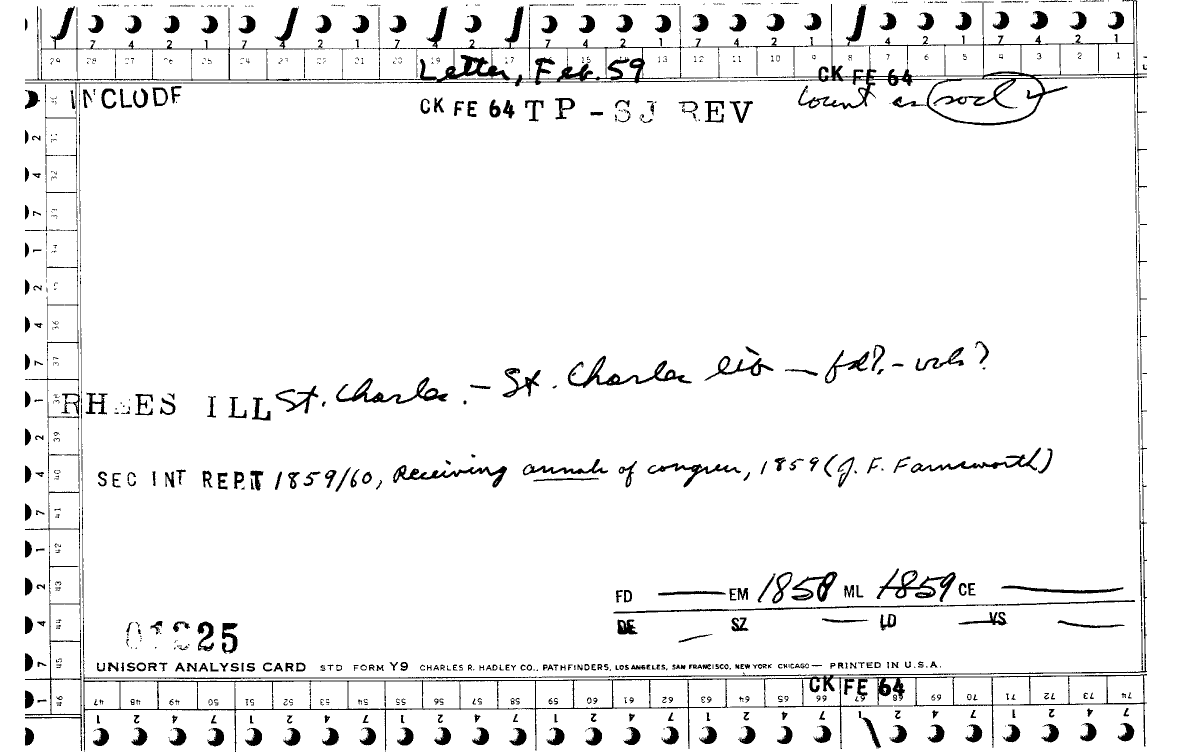 7 4 2 1 7 4 2 1 7 4 2 1 7 4 2 1 7 4 2 1 7 4 2 1 7 4 2 1
29 28 27 26 25 24 23 22 21 20 19 18 17 16 15 14 13 12 11 10 9 8 7 6 5 4 3 2 1
Letter, Feb. 59
CK FE 64
INCLUDE
CK FE 64 TP - SJ REV
Count as socl
RHEES ILL St. Charles. - St. Charles lib - fd?. - vols?
SEC INT REPT 1859/60, Receiving annals of congress, 1859 (J. F. Farnsworth)
FD — EM 1858 ML 1859 CE —
DE — SZ — LD — VS —
01225
UNISORT ANALYSIS CARD STD FORM Y9 CHARLES R. HADLEY CO., PATHFINDERS, LOS ANGELES, SAN FRANCISCO, NEW YORK CHICAGO — PRINTED IN U.S.A.
CK FE 64
47 48 49 50 51 52 53 54 55 56 57 58 59 60 61 62 63 64 65 66 67 68 69 70 71 72 73 74
1 2 4 7 1 2 4 7 1 2 4 7 1 2 4 7 1 2 4 7 1 2 4 7 1 2 4 7